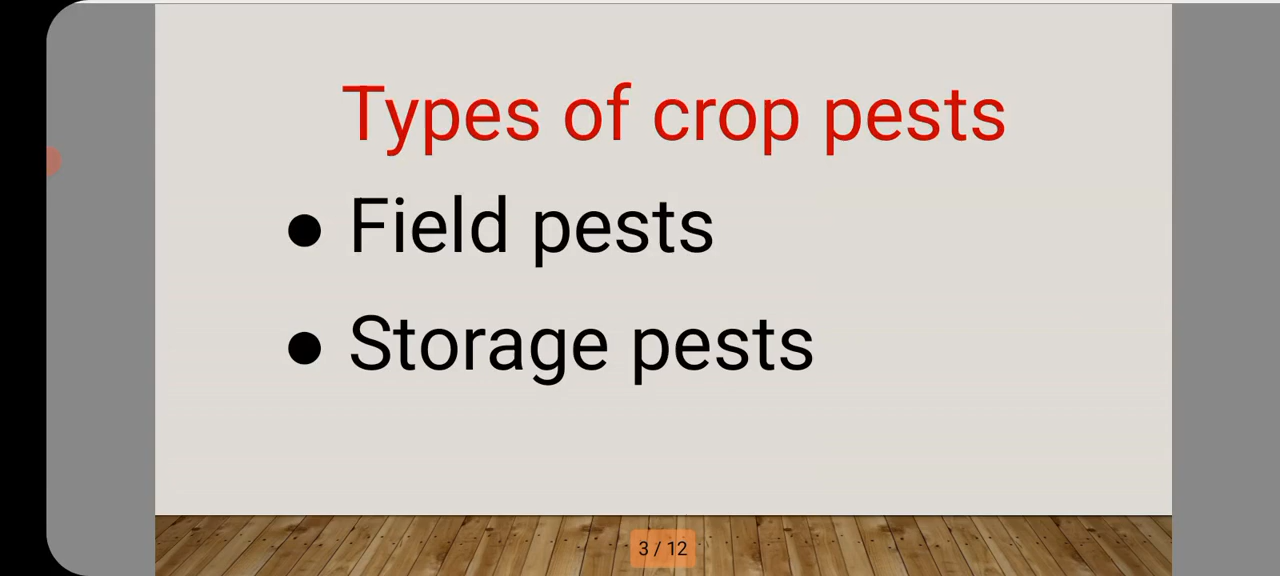 Types of crop pests
● Field pests
● Storage pests
3 / 12